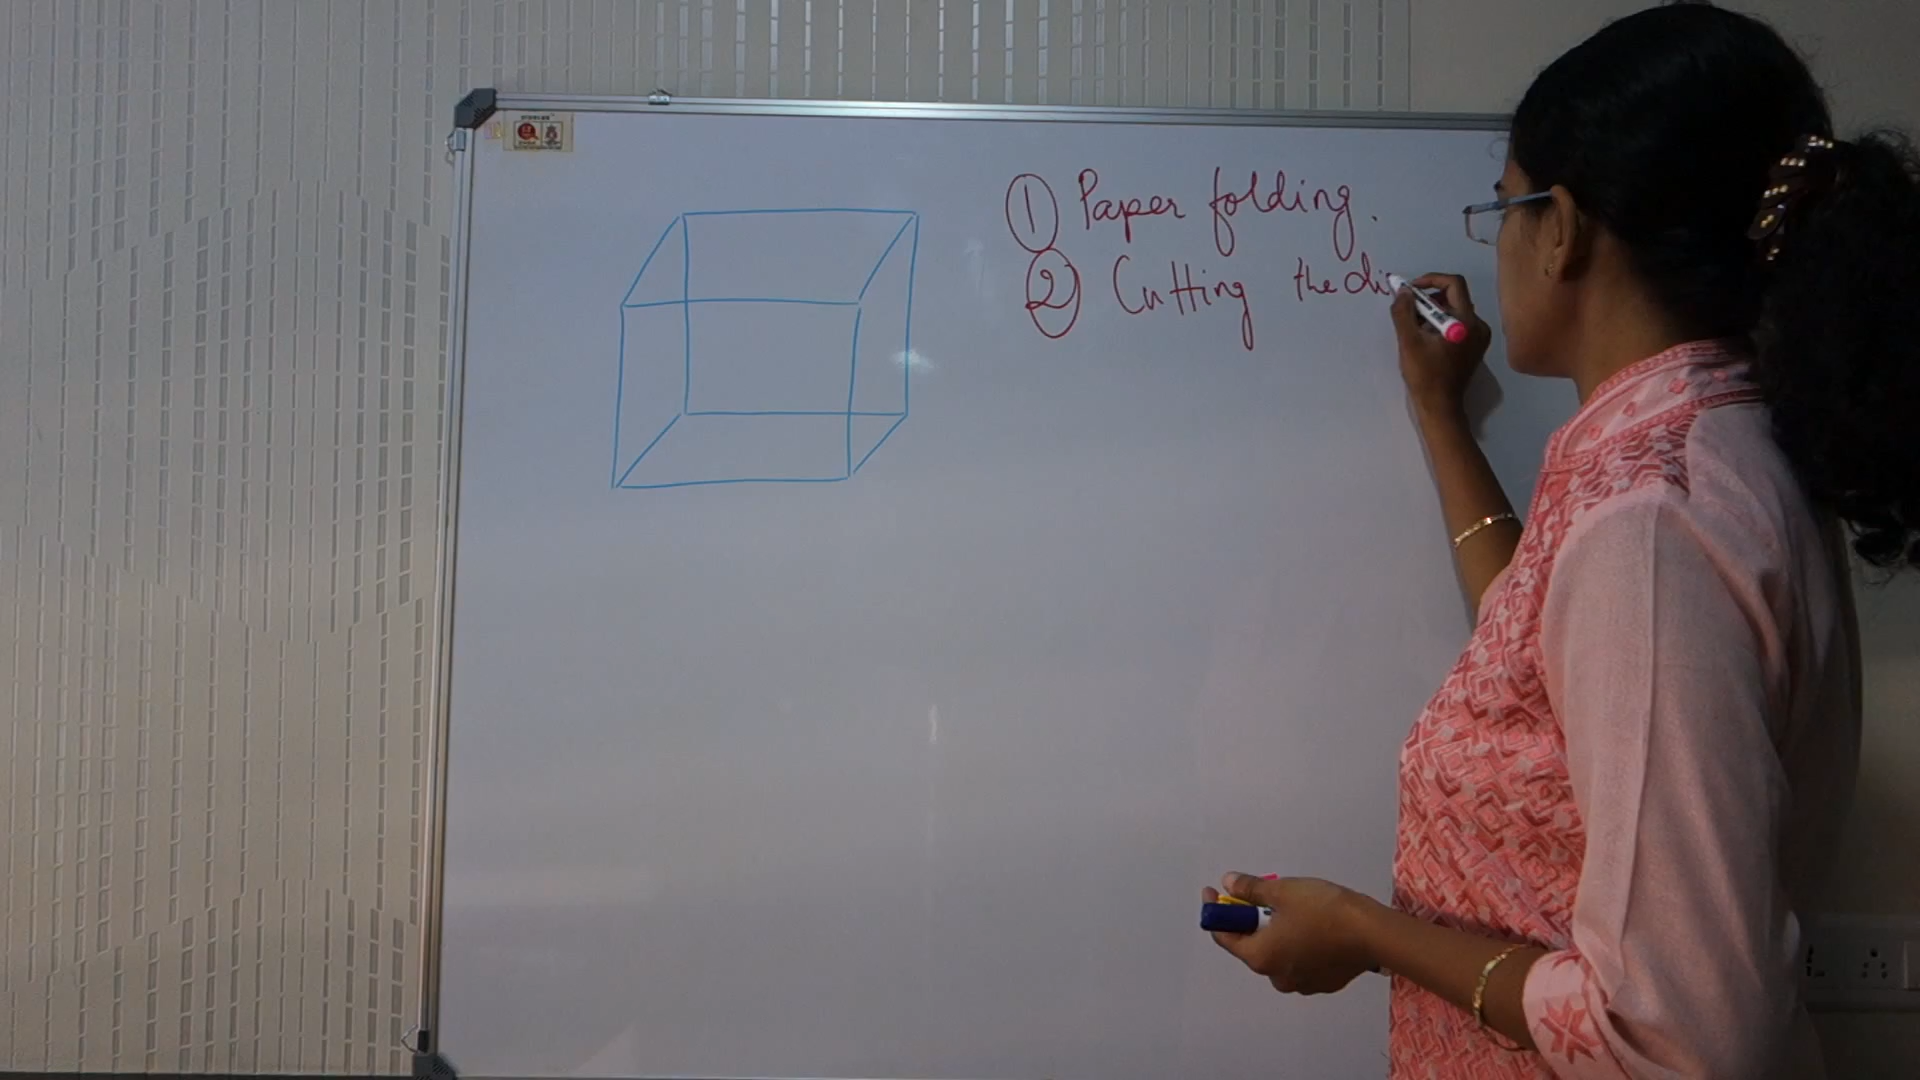 ① Paper folding.
② Cutting the di